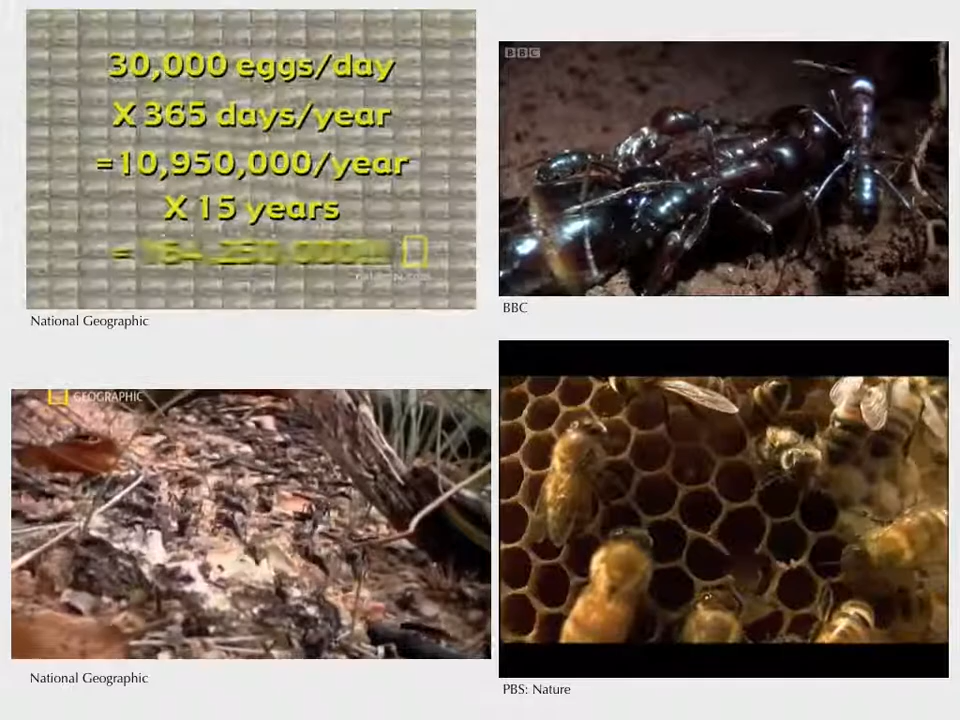 30,000 eggs/day
X 365 days/year
=10,950,000/year
X 15 years
National Geographic
BBC
BBC
GEOGRAPHIC
National Geographic
PBS: Nature